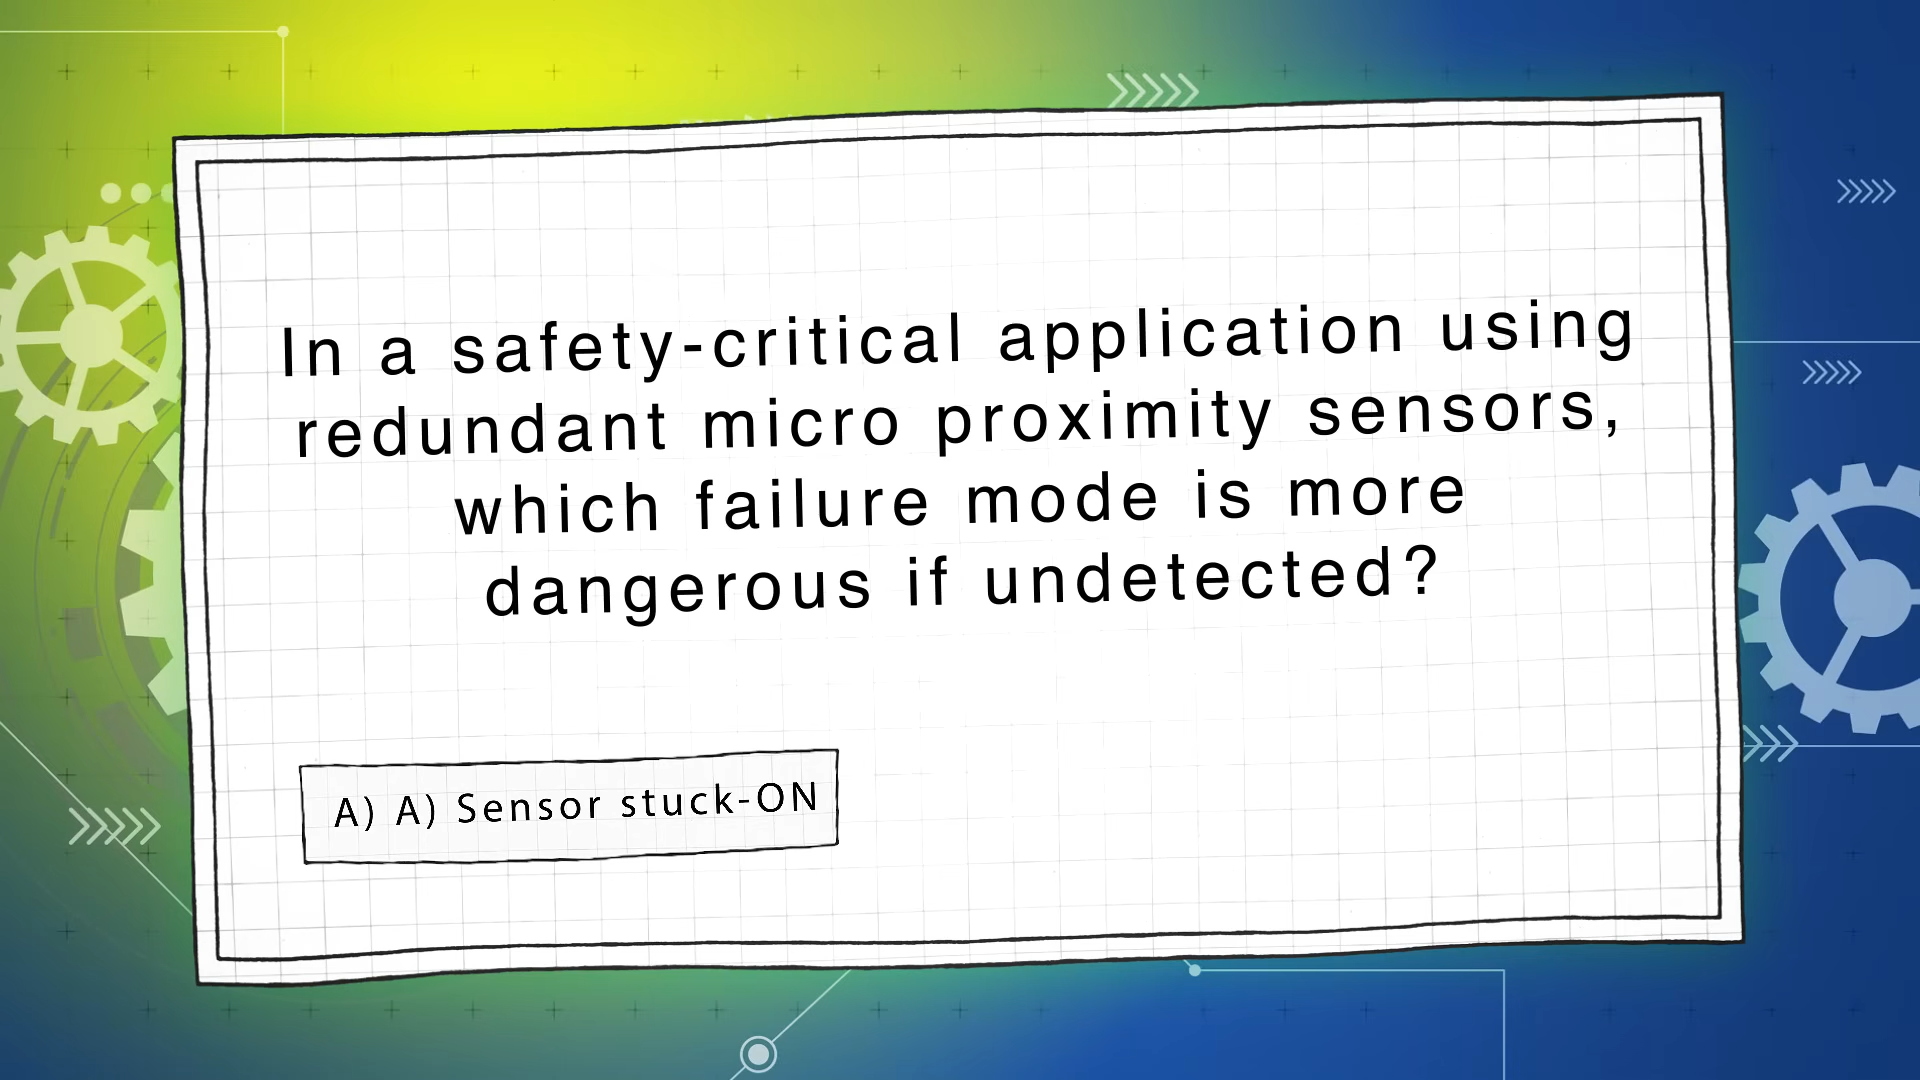 In a safety-critical application using
redundant micro proximity sensors,
which failure mode is more
dangerous if undetected?
A) A) Sensor stuck-ON